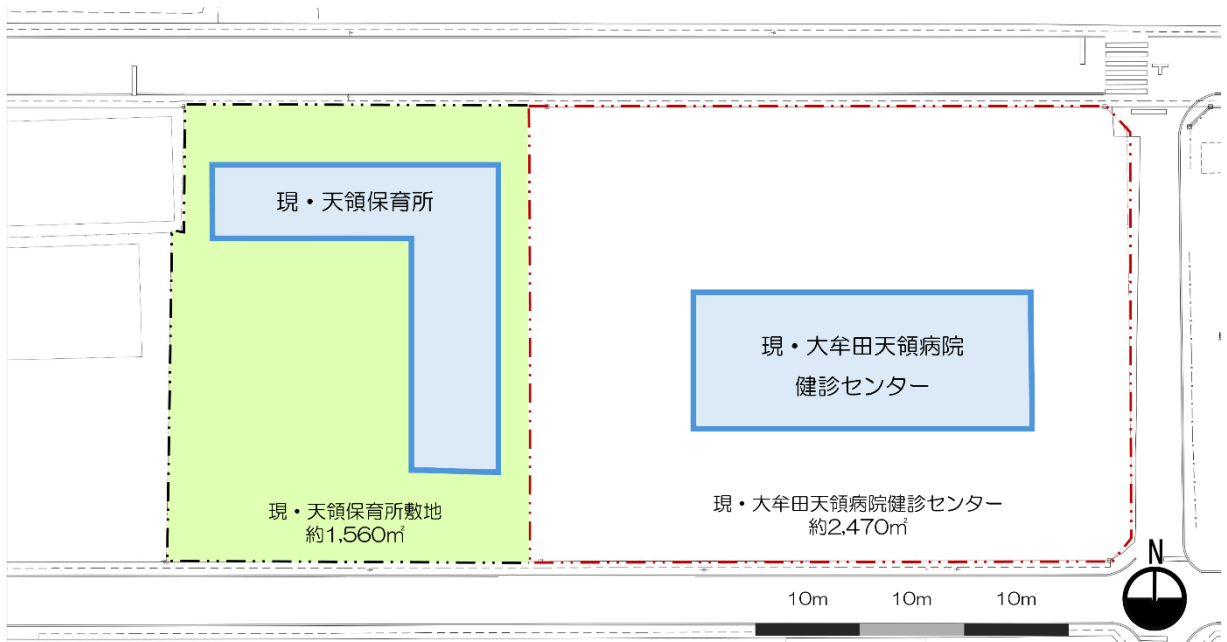 現・天領保育所
現・大牟田天領病院
健診センター
現・天領保育所敷地
約1,560㎡
現・大牟田天領病院健診センター
約2,470㎡
N
10m 10m 10m